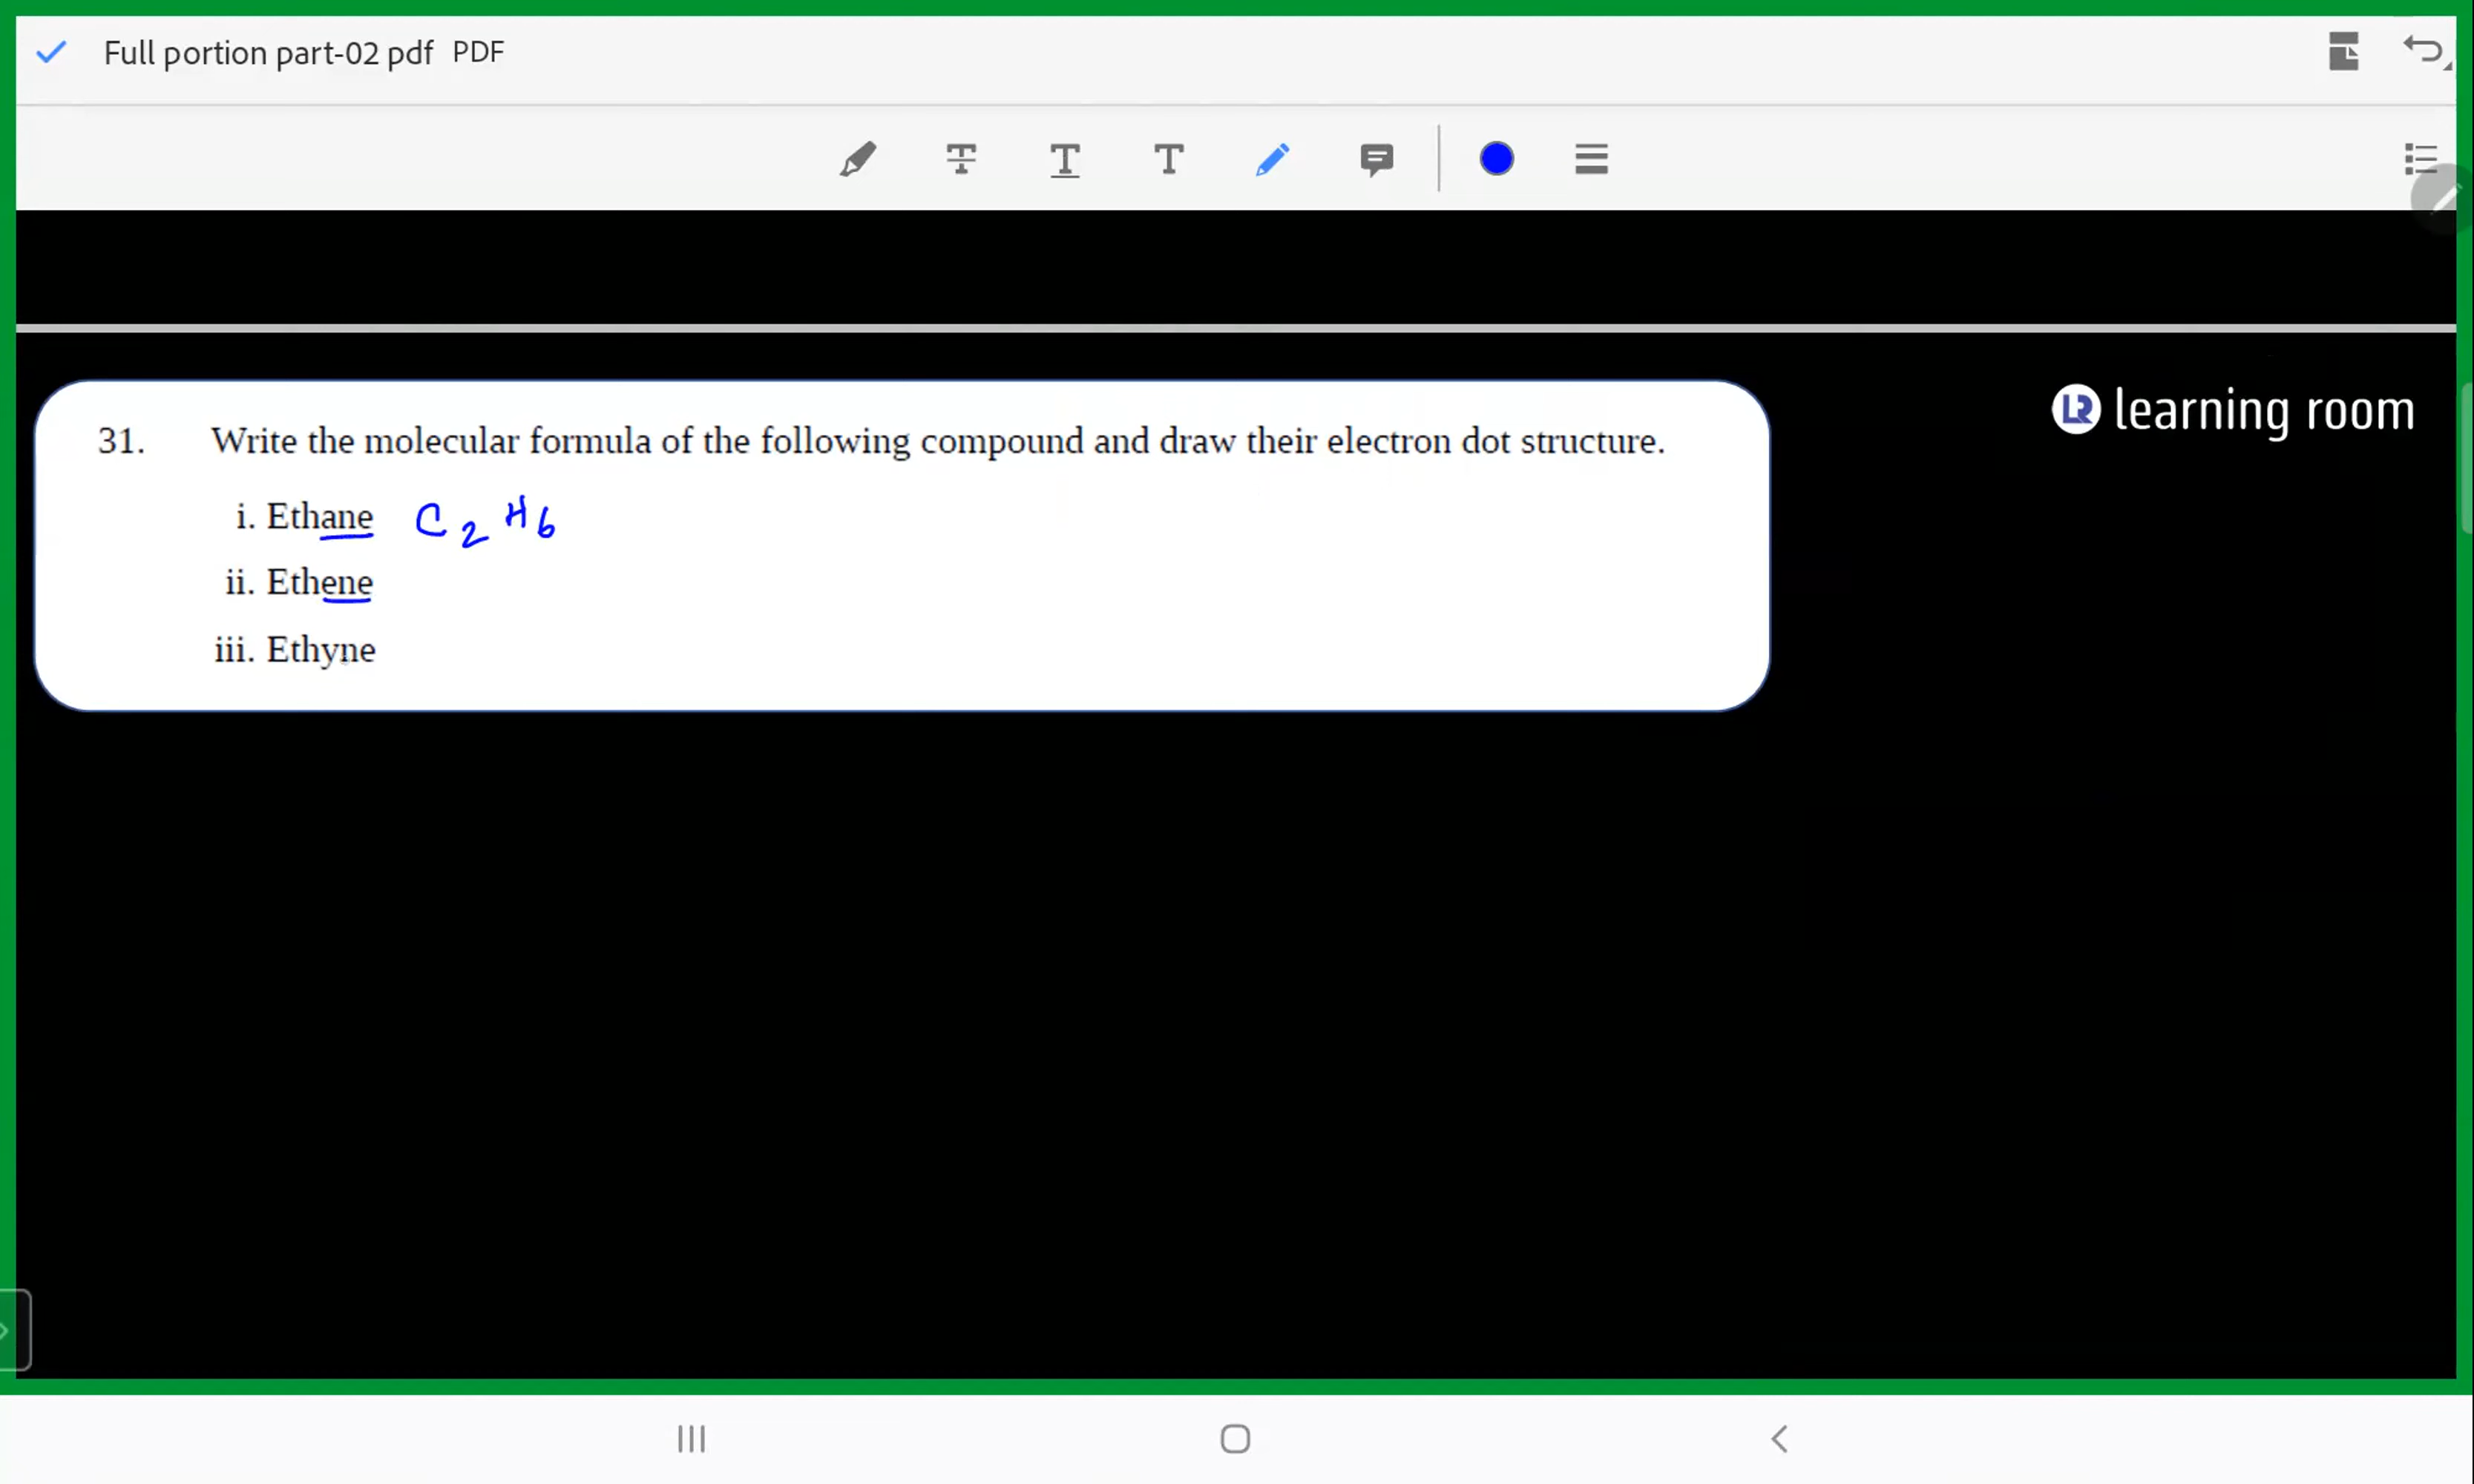 Full portion part-02 pdf PDF
learning room
31. Write the molecular formula of the following compound and draw their electron dot structure.
i. Ethane C2H6
ii. Ethene
iii. Ethyne